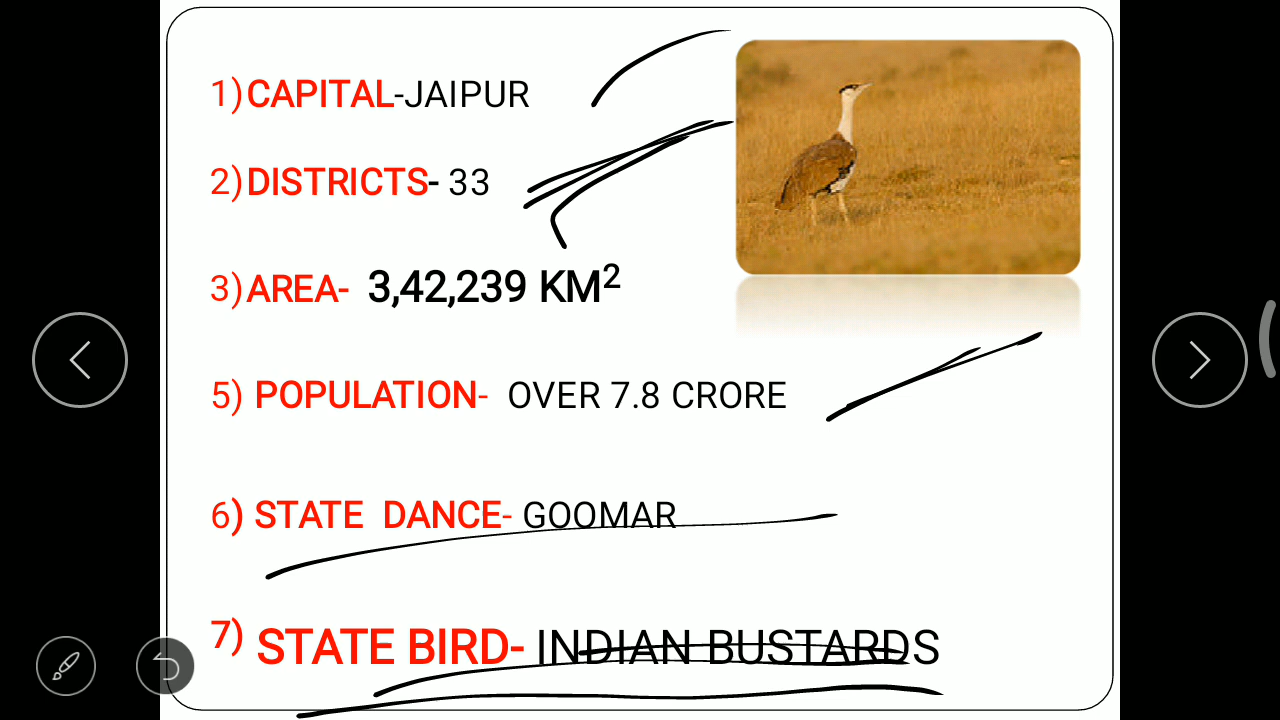 1) CAPITAL-JAIPUR
2) DISTRICTS- 33
3) AREA- 3,42,239 KM²
5) POPULATION- OVER 7.8 CRORE
6) STATE DANCE- GOOMAR
7) STATE BIRD- INDIAN BUSTARDS